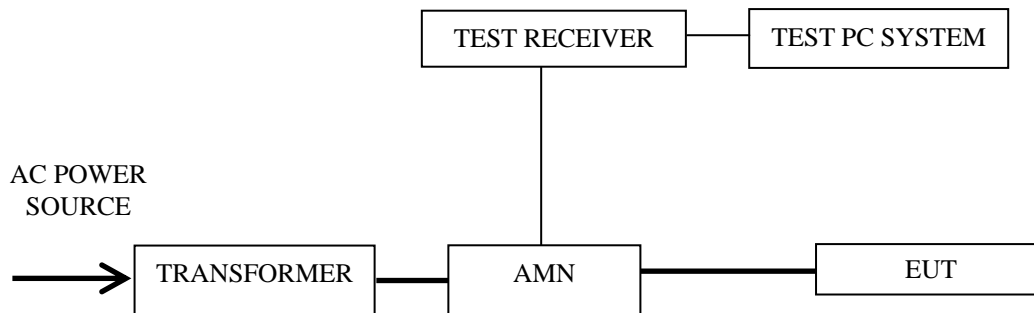 TEST RECEIVER
TEST PC SYSTEM
AC POWER
SOURCE
TRANSFORMER
AMN
EUT